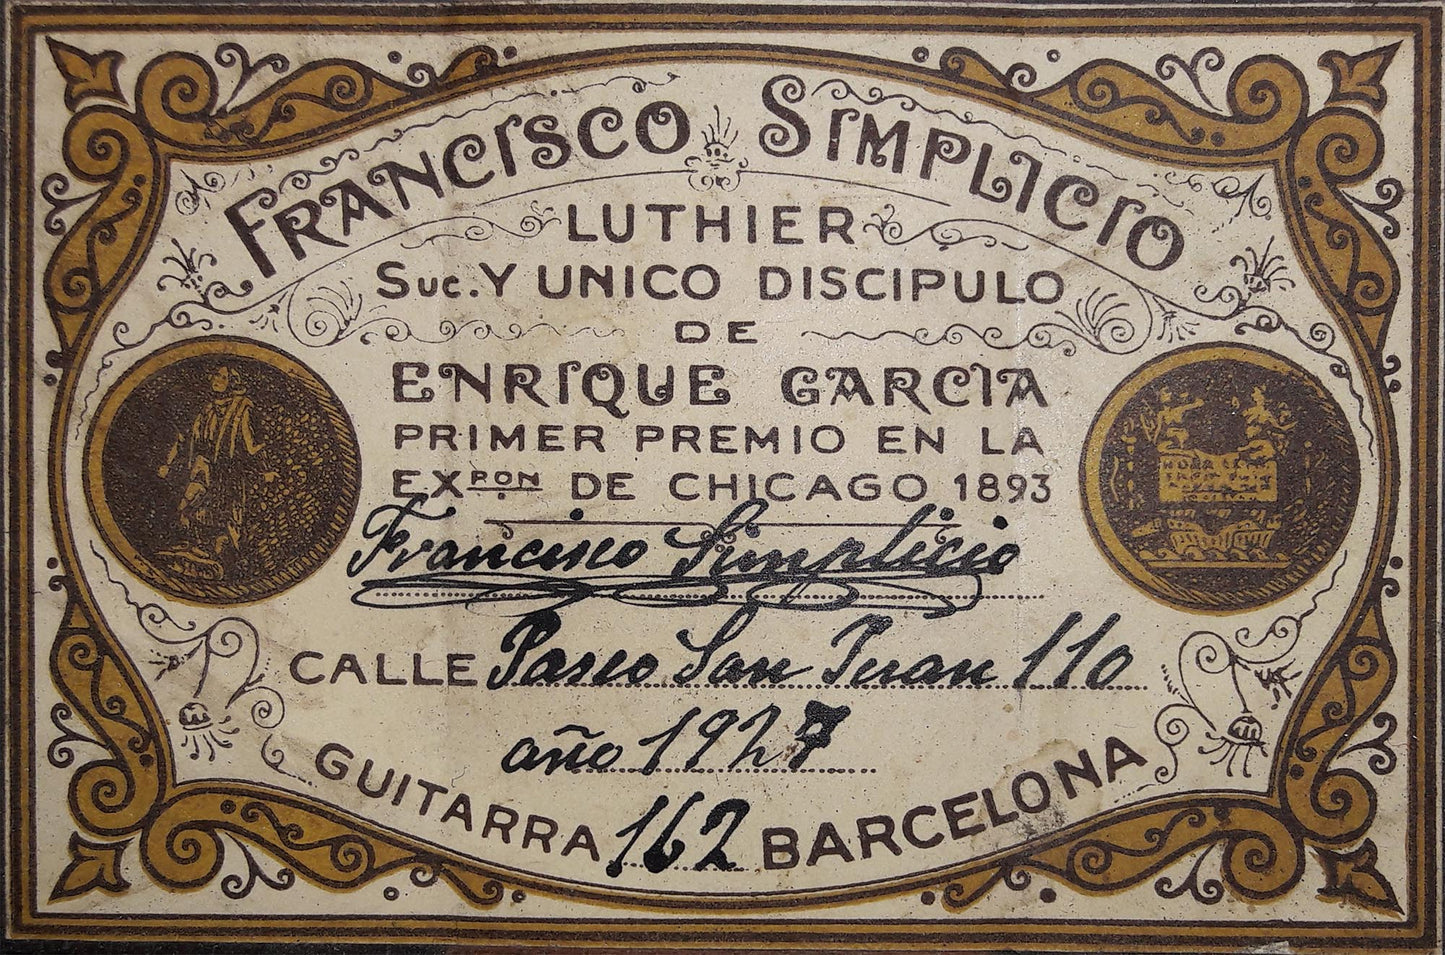 FRANCISCO SIMPLICIO
LUTHIER
Suc. Y UNICO DISCIPULO
DE
ENRIQUE GARCIA
PRIMER PREMIO EN LA
EXPON DE CHICAGO 1893
Francisco Simplicio
CALLE Paseo San Juan 110
año 1927
GUITARRA 162 BARCELONA